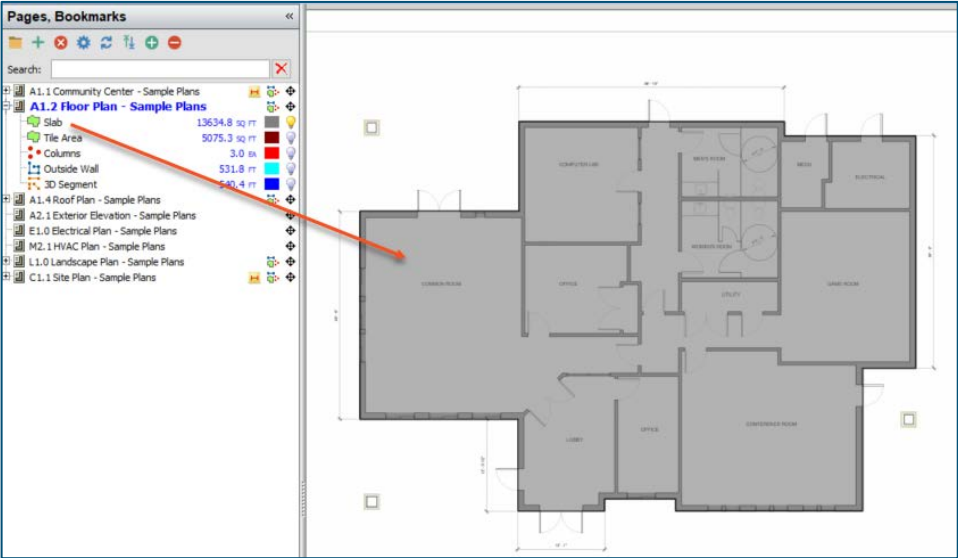 Pages, Bookmarks «
Search:
A1.1 Community Center - Sample Plans
A1.2 Floor Plan - Sample Plans
Slab 13634.8 SQ FT
Tile Area 5075.3 SQ FT
Columns 3.0 EA
Outside Wall 531.8 FT
3D Segment 540.4 FT
A1.4 Roof Plan - Sample Plans
A2.1 Exterior Elevation - Sample Plans
E1.0 Electrical Plan - Sample Plans
M2.1 HVAC Plan - Sample Plans
L1.0 Landscape Plan - Sample Plans
C1.1 Site Plan - Sample Plans
COMPUTER LAB
MEN'S ROOM
MECH
ELECTRICAL
WOMEN'S ROOM
COMMON ROOM
OFFICE
GAME ROOM
UTILITY
LOBBY
OFFICE
CONFERENCE ROOM